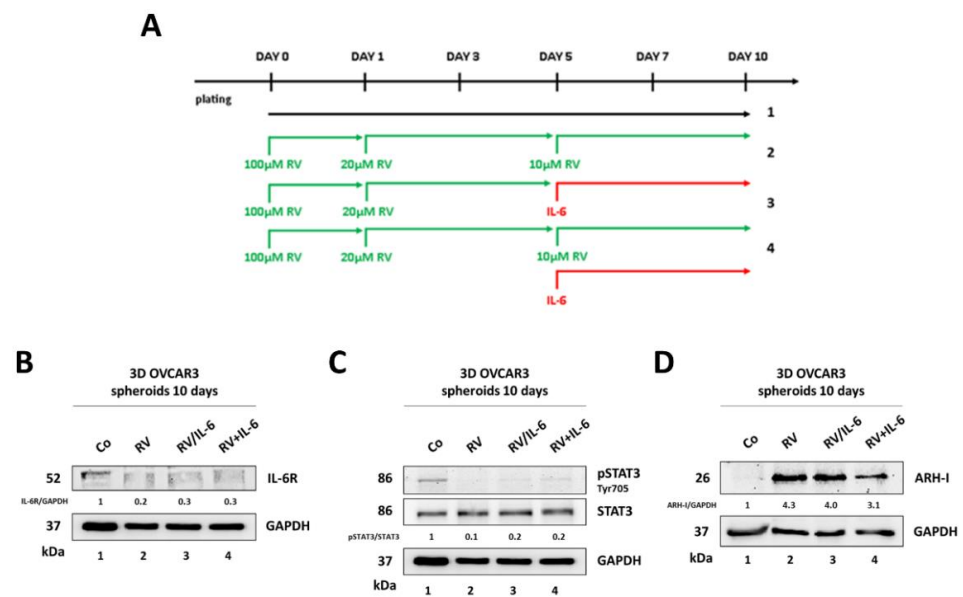 A
DAY 0 DAY 1 DAY 3 DAY 5 DAY 7 DAY 10
plating
1
100µM RV 20µM RV 10µM RV 2
100µM RV 20µM RV IL-6 3
100µM RV 20µM RV 10µM RV 4
IL-6
B
3D OVCAR3
spheroids 10 days
Co RV RV/IL-6 RV+IL-6
52 IL-6R
IL-6R/GAPDH 1 0.2 0.3 0.3
37 GAPDH
kDa 1 2 3 4
C
3D OVCAR3
spheroids 10 days
Co RV RV/IL-6 RV+IL-6
86 pSTAT3
Tyr705
86 STAT3
pSTAT3/STAT3 1 0.1 0.2 0.2
37 GAPDH
kDa 1 2 3 4
D
3D OVCAR3
spheroids 10 days
Co RV RV/IL-6 RV+IL-6
26 ARH-I
ARH-I/GAPDH 1 4.3 4.0 3.1
37 GAPDH
kDa 1 2 3 4